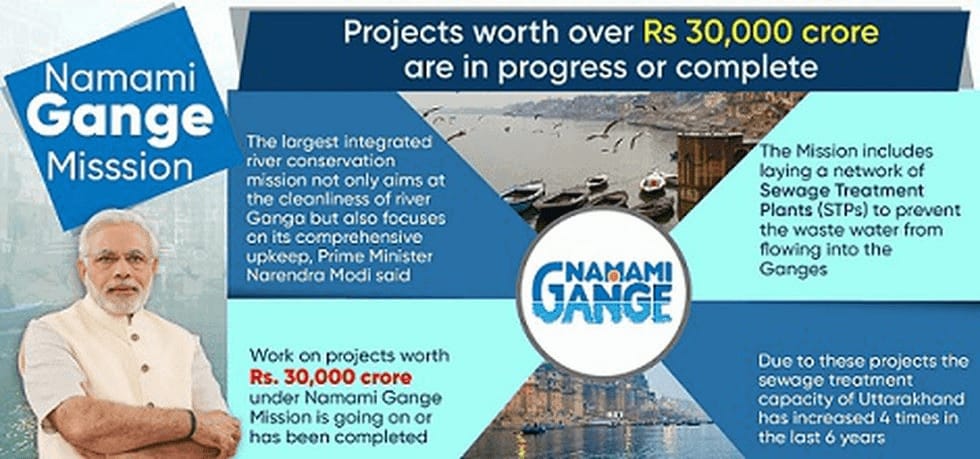 Namami
Gange
Misssion
Projects worth over Rs 30,000 crore
are in progress or complete
The largest integrated
river conservation
mission not only aims at
the cleanliness of river
Ganga but also focuses
on its comprehensive
upkeep, Prime Minister
Narendra Modi said
The Mission includes
laying a network of
Sewage Treatment
Plants (STPs) to prevent
the waste water from
flowing into the
Ganges
NAMAMI
GANGE
Work on projects worth
Rs. 30,000 crore
under Namami Gange
Mission is going on or
has been completed
Due to these projects the
sewage treatment
capacity of Uttarakhand
has increased 4 times in
the last 6 years